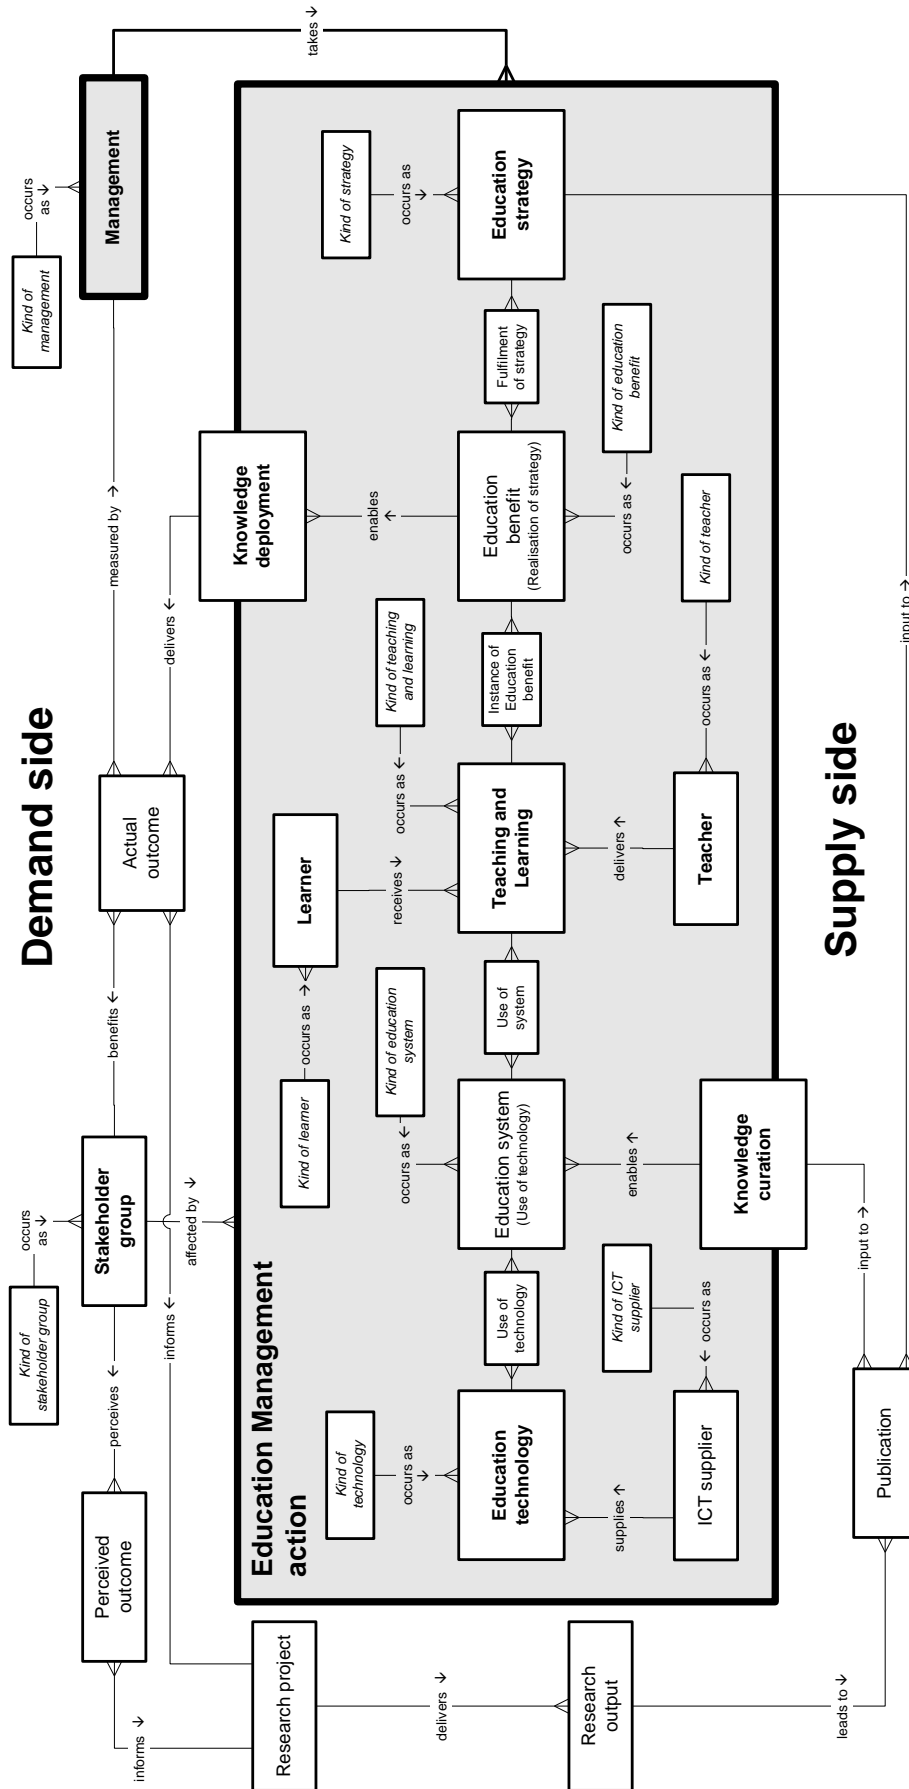 Demand side
Kind of
stakeholder group
occurs
as ↓
Kind of
management
occurs
as ↓
Perceived
outcome
perceives ←
Stakeholder
group
benefits ←
Actual
outcome
measured by →
Management
informs ↑
informs ↑
affected by ↓
delivers ↑
takes ↓
Research project
Education Management
action
Knowledge
deployment
Kind of learner
occurs as →
Learner
Kind of
technology
occurs as
↓
Kind of education
system
occurs as ↓
receives ↓
Kind of teaching
and learning
occurs as ↓
enables ↑
Kind of strategy
occurs as
↓
Education
technology
Use of
technology
Education system
(Use of technology)
Use of
system
Teaching and
Learning
Instance of
Education
benefit
Education
benefit
(Realisation of strategy)
Fulfilment
of strategy
Education
strategy
delivers ↓
Research
output
supplies ↑
Kind of ICT
supplier
enables ↑
delivers ↑
occurs as ↑
Kind of education
benefit
ICT supplier
← occurs as
Knowledge
curation
Teacher
occurs as ←
Kind of teacher
Supply side
leads to ↓
Publication
input to ↓
input to ↓